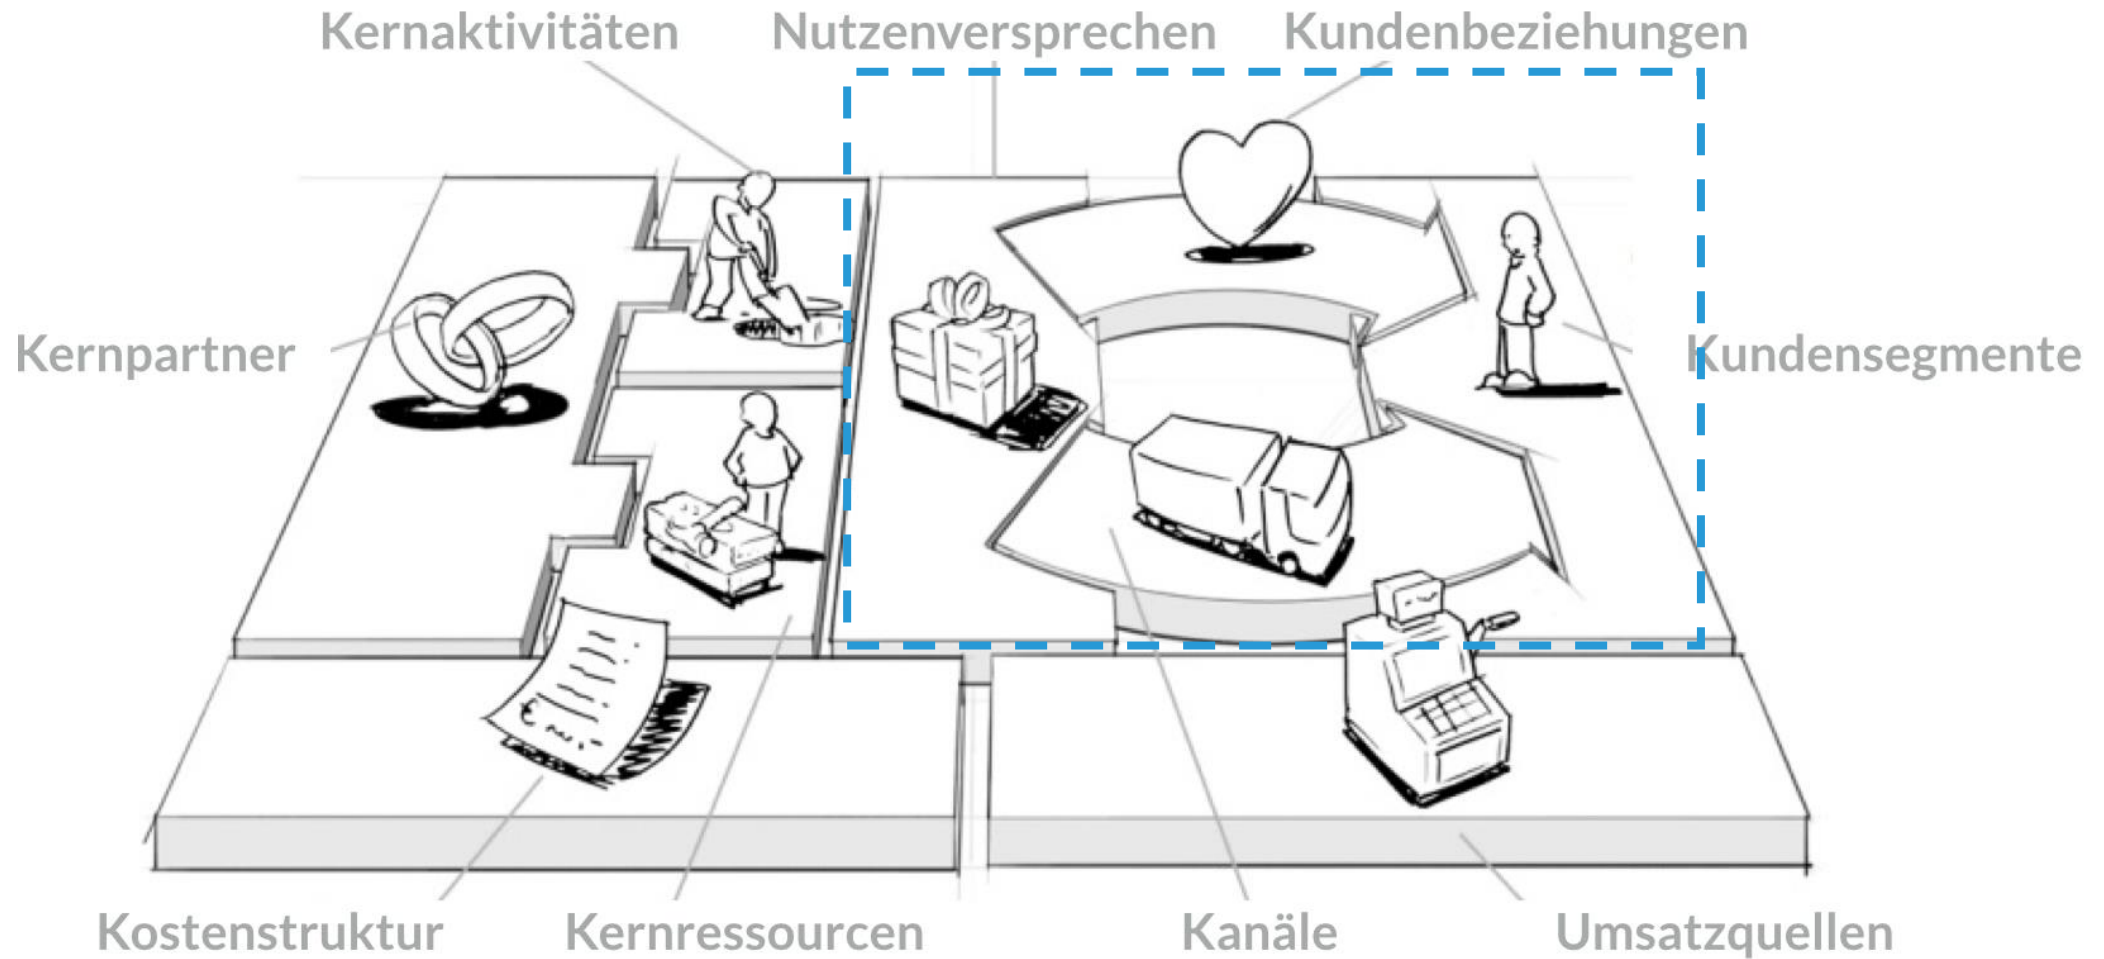 Kernaktivitäten
Nutzenversprechen
Kundenbeziehungen
Kernpartner
Kundensegmente
Kostenstruktur
Kernressourcen
Kanäle
Umsatzquellen